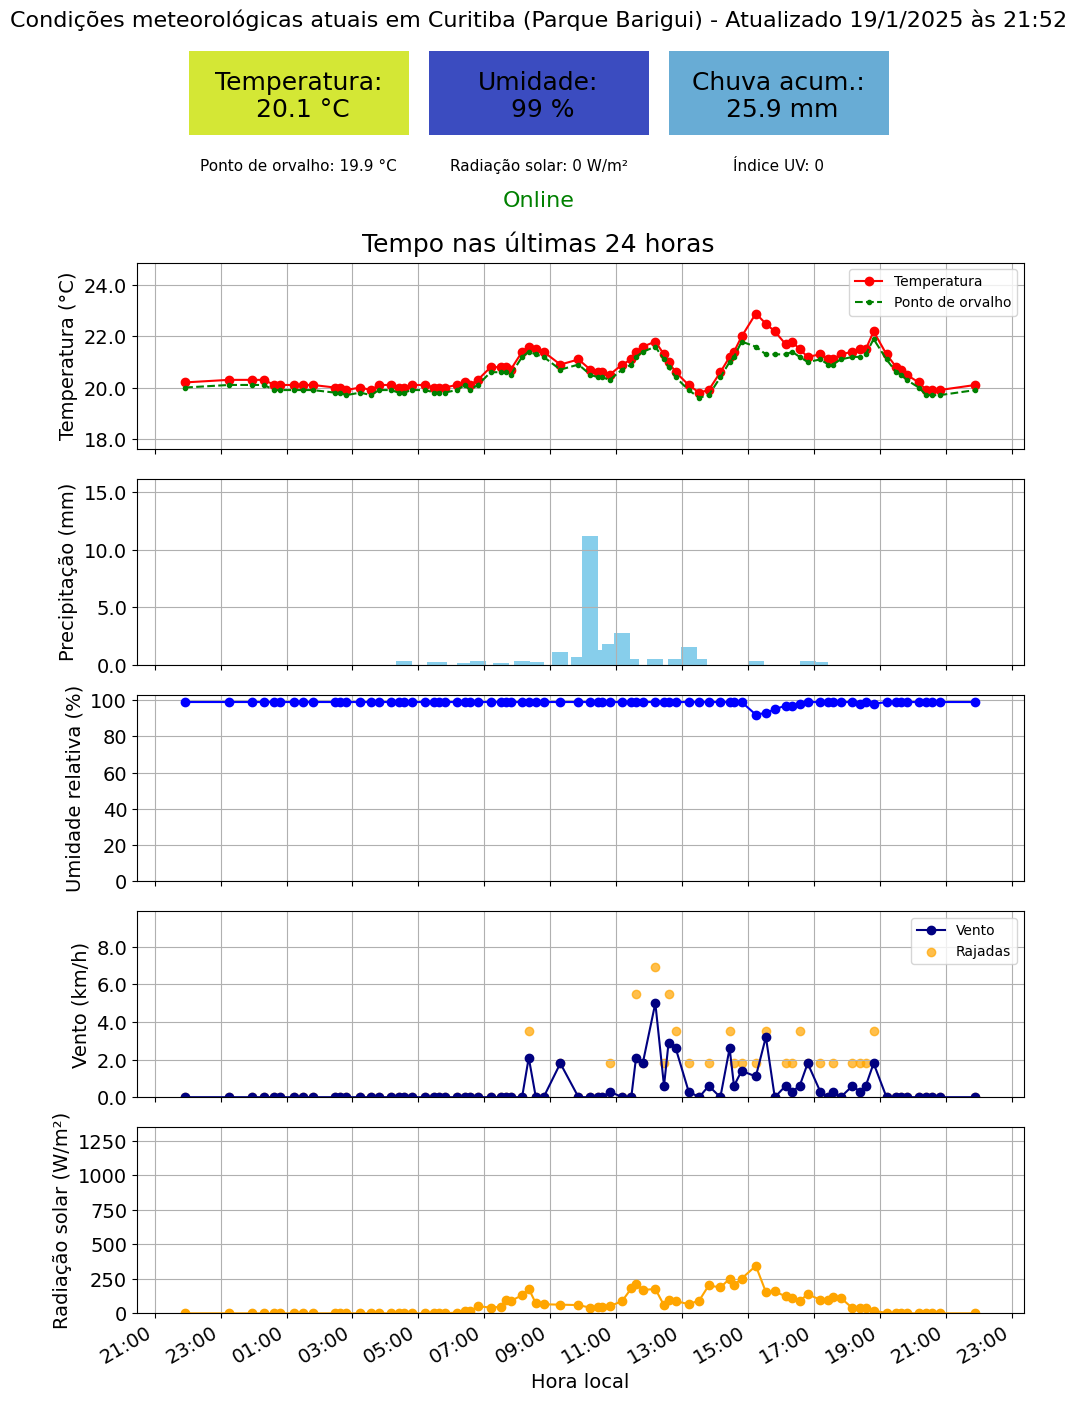 Condições meteorológicas atuais em Curitiba (Parque Barigui) - Atualizado 19/1/2025 às 21:52
Temperatura:
20.1 °C
Umidade:
99 %
Chuva acum.:
25.9 mm
Ponto de orvalho: 19.9 °C
Radiação solar: 0 W/m²
Índice UV: 0
Online
Tempo nas últimas 24 horas
Temperatura (°C)
24.0
22.0
20.0
18.0
Temperatura
Ponto de orvalho
Precipitação (mm)
15.0
10.0
5.0
0.0
Umidade relativa (%)
100
80
60
40
20
0
Vento (km/h)
8.0
6.0
4.0
2.0
0.0
Vento
Rajadas
Radiação solar (W/m²)
1250
1000
750
500
250
0
21:00
23:00
01:00
03:00
05:00
07:00
09:00
11:00
13:00
15:00
17:00
19:00
21:00
23:00
Hora local